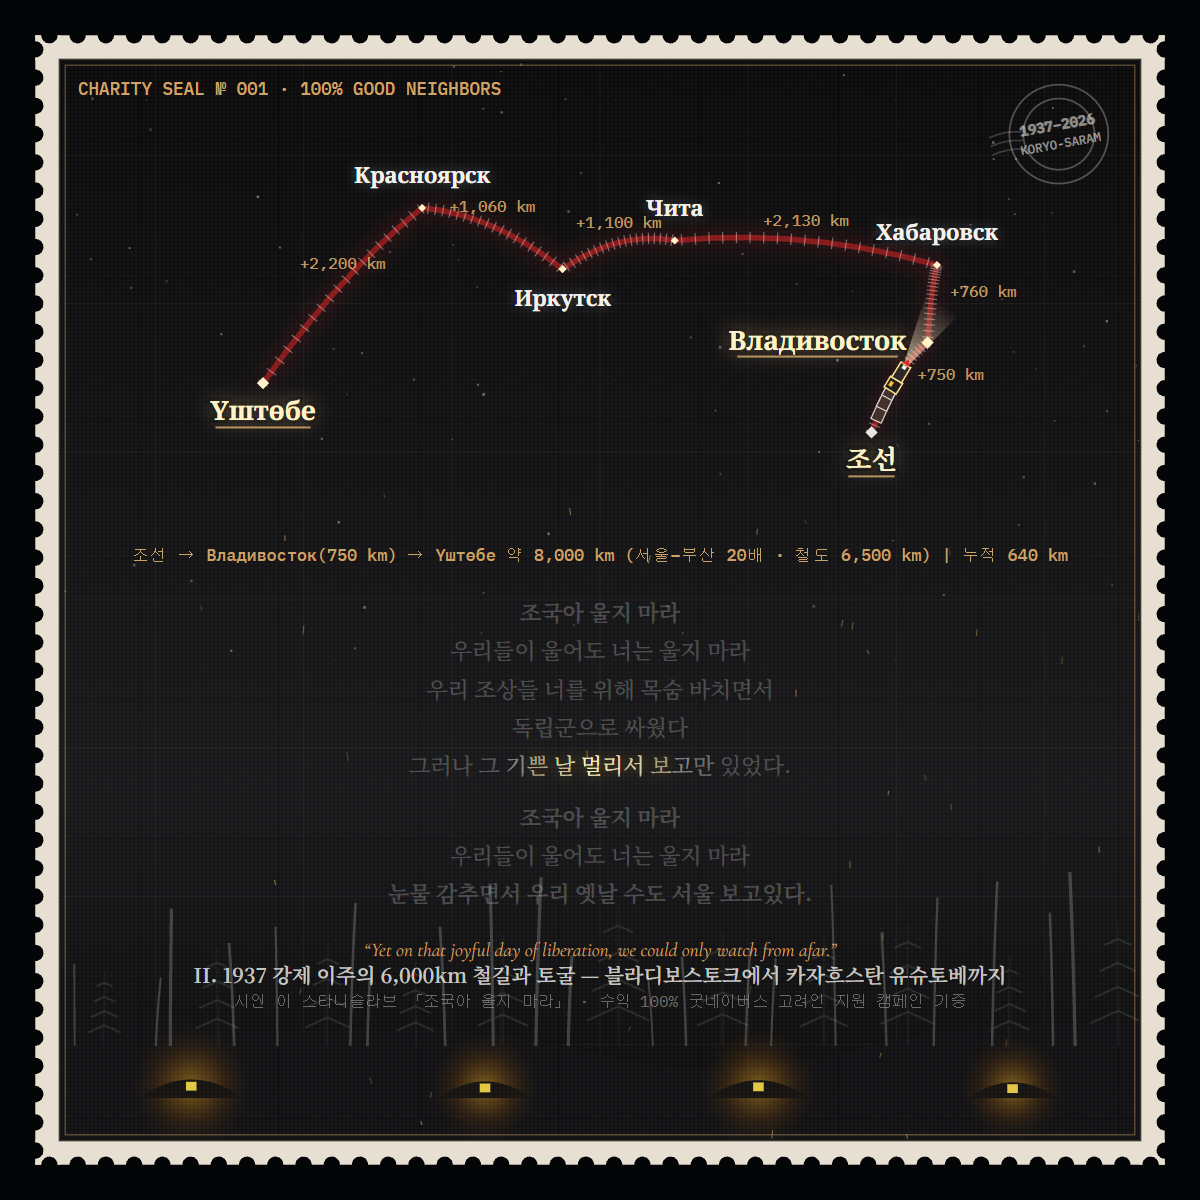 CHARITY SEAL № 001 · 100% GOOD NEIGHBORS
1937–2026
KORYO-SARAM
Красноярск
+1,060 km
Чита
+1,100 km
+2,130 km
Хабаровск
+2,200 km
Иркутск
+760 km
Владивосток
+750 km
Үштөбе
조선
조선 → Владивосток(750 km) → Үштөбе 약 8,000 km (서울–부산 20배 · 철도 6,500 km) | 누적 640 km
조국아 울지 마라
우리들이 울어도 너는 울지 마라
우리 조상들 너를 위해 목숨 바치면서
독립군으로 싸웠다
그러나 그 기쁜 날 멀리서 보고만 있었다.
조국아 울지 마라
우리들이 울어도 너는 울지 마라
눈물 감추면서 우리 옛날 수도 서울 보고있다.
“Yet on that joyful day of liberation, we could only watch from afar.”
II. 1937 강제 이주의 6,000km 철길과 토굴 — 블라디보스토크에서 카자흐스탄 유슈토베까지
시인 이 스타니슬라브 「조국아 울지 마라」 · 수익 100% 굿네이버스 고려인 지원 캠페인 기증